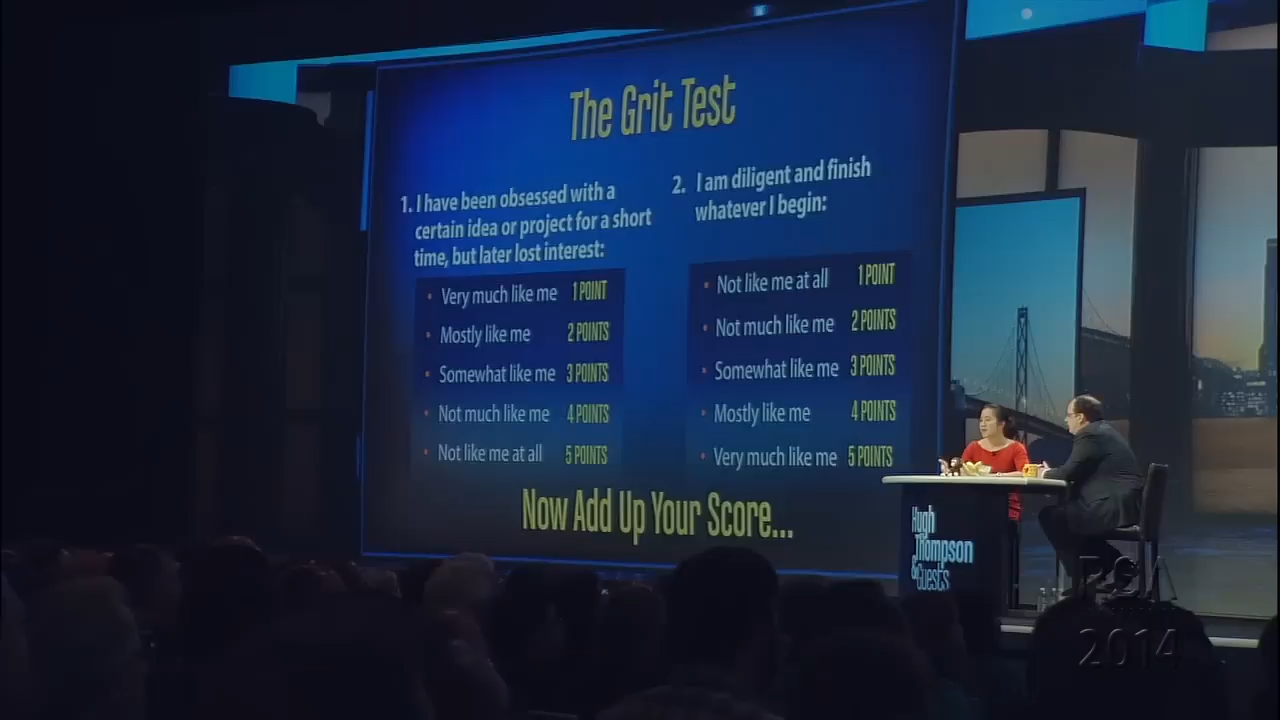 The Grit Test
1. I have been obsessed with a
certain idea or project for a short
time, but later lost interest:
• Very much like me 1 POINT
• Mostly like me 2 POINTS
• Somewhat like me 3 POINTS
• Not much like me 4 POINTS
• Not like me at all 5 POINTS
2. I am diligent and finish
whatever I begin:
• Not like me at all 1 POINT
• Not much like me 2 POINTS
• Somewhat like me 3 POINTS
• Mostly like me 4 POINTS
• Very much like me 5 POINTS
Now Add Up Your Score...
Hugh
Thompson
& Guests
RSA
2014